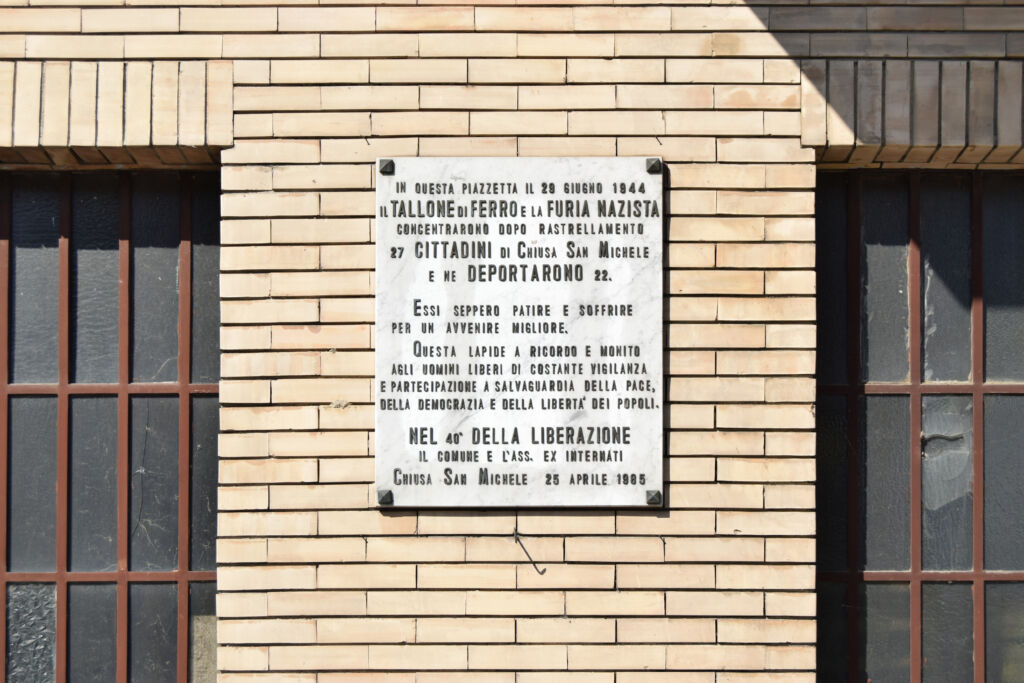 IN QUESTA PIAZZETTA IL 29 GIUGNO 1944
IL TALLONE DI FERRO E LA FURIA NAZISTA
CONCENTRARONO DOPO RASTRELLAMENTO
27 CITTADINI DI CHIUSA SAN MICHELE
E NE DEPORTARONO 22.
ESSI SEPPERO PATIRE E SOFFRIRE
PER UN AVVENIRE MIGLIORE.
QUESTA LAPIDE A RICORDO E MONITO
AGLI UOMINI LIBERI DI COSTANTE VIGILANZA
E PARTECIPAZIONE A SALVAGUARDIA DELLA PACE,
DELLA DEMOCRAZIA E DELLA LIBERTA' DEI POPOLI.
NEL 40° DELLA LIBERAZIONE
IL COMUNE E L'ASS. EX INTERNATI
CHIUSA SAN MICHELE 25 APRILE 1985